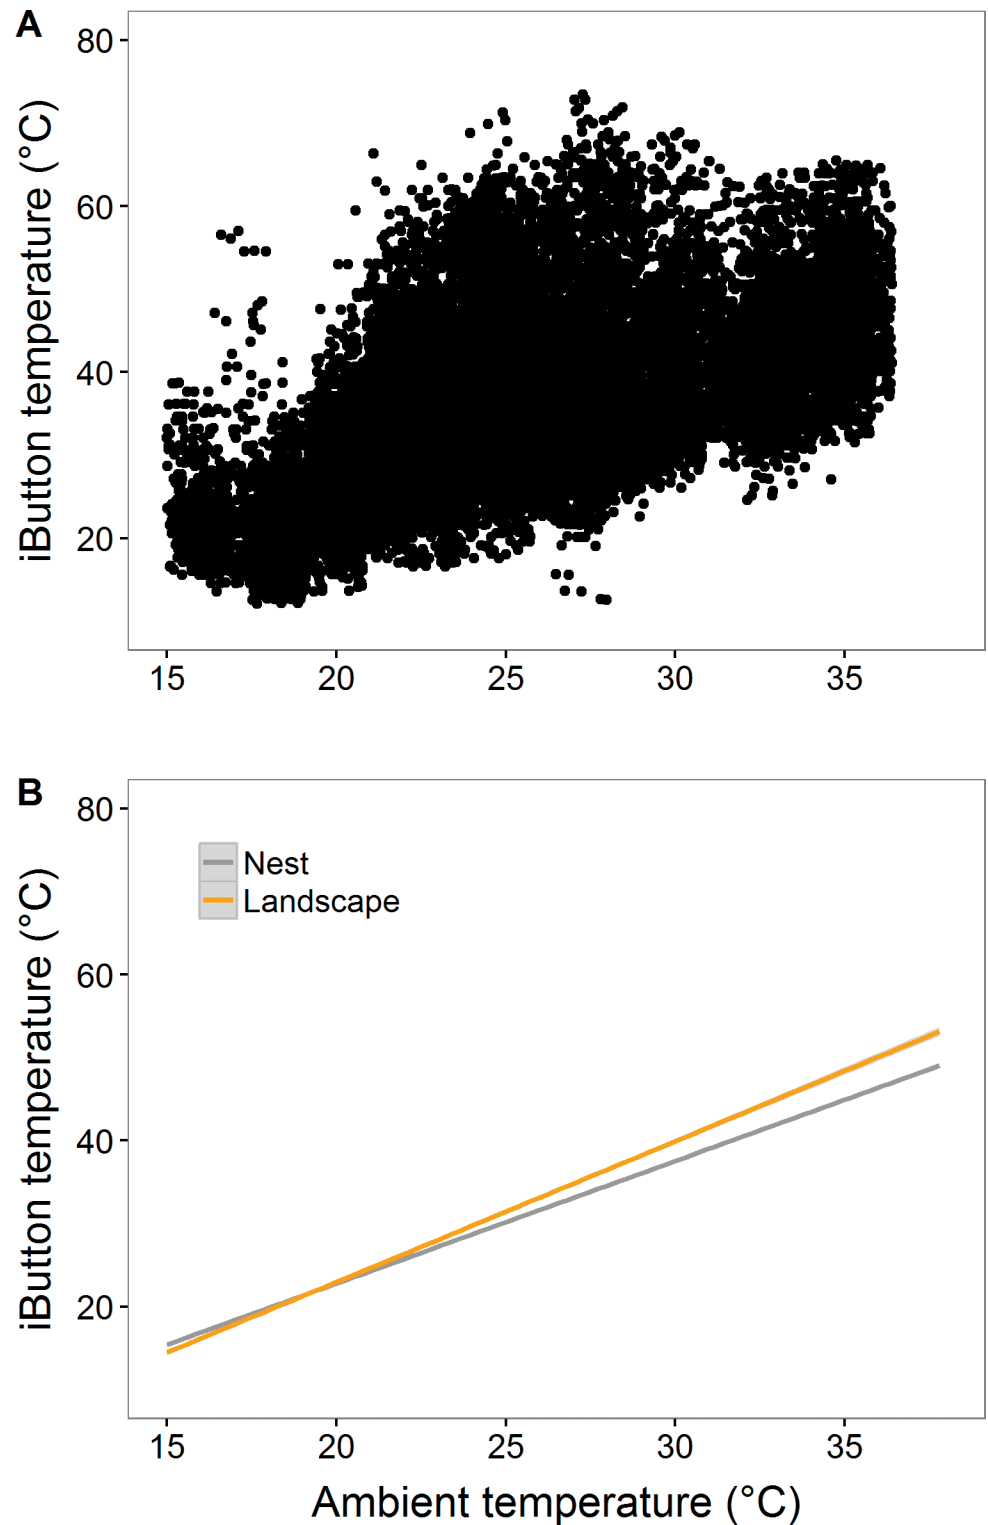 A
80
60
40
20
iButton temperature (°C)
15 20 25 30 35
B
80
60
40
20
iButton temperature (°C)
Nest
Landscape
15 20 25 30 35
Ambient temperature (°C)